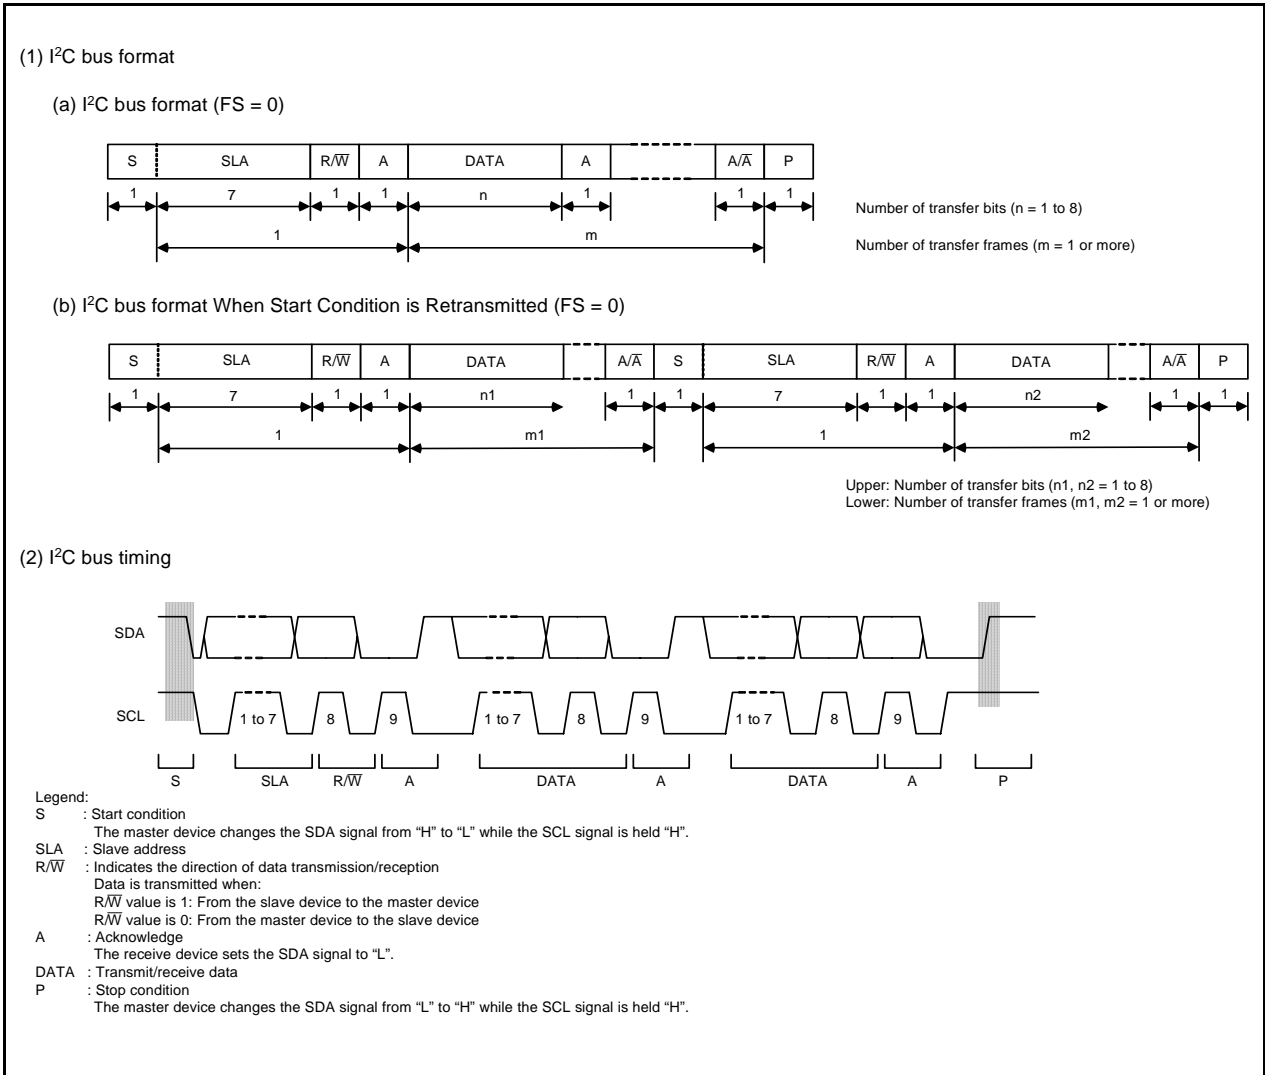 (1) I²C bus format
(a) I²C bus format (FS = 0)
S SLA R/W̅ A DATA A A/A̅ P
1 7 1 1 n 1 1 1
Number of transfer bits (n = 1 to 8)
1 m
Number of transfer frames (m = 1 or more)
(b) I²C bus format When Start Condition is Retransmitted (FS = 0)
S SLA R/W̅ A DATA A/A̅ S SLA R/W̅ A DATA A/A̅ P
1 7 1 1 n1 1 1 7 1 1 n2 1 1
1 m1 1 m2
Upper: Number of transfer bits (n1, n2 = 1 to 8)
Lower: Number of transfer frames (m1, m2 = 1 or more)
(2) I²C bus timing
SDA
SCL 1 to 7 8 9 1 to 7 8 9 1 to 7 8 9
S SLA R/W̅ A DATA A DATA A P
Legend:
S : Start condition
The master device changes the SDA signal from “H” to “L” while the SCL signal is held “H”.
SLA : Slave address
R/W̅ : Indicates the direction of data transmission/reception
Data is transmitted when:
R/W̅ value is 1: From the slave device to the master device
R/W̅ value is 0: From the master device to the slave device
A : Acknowledge
The receive device sets the SDA signal to “L”.
DATA : Transmit/receive data
P : Stop condition
The master device changes the SDA signal from “L” to “H” while the SCL signal is held “H”.